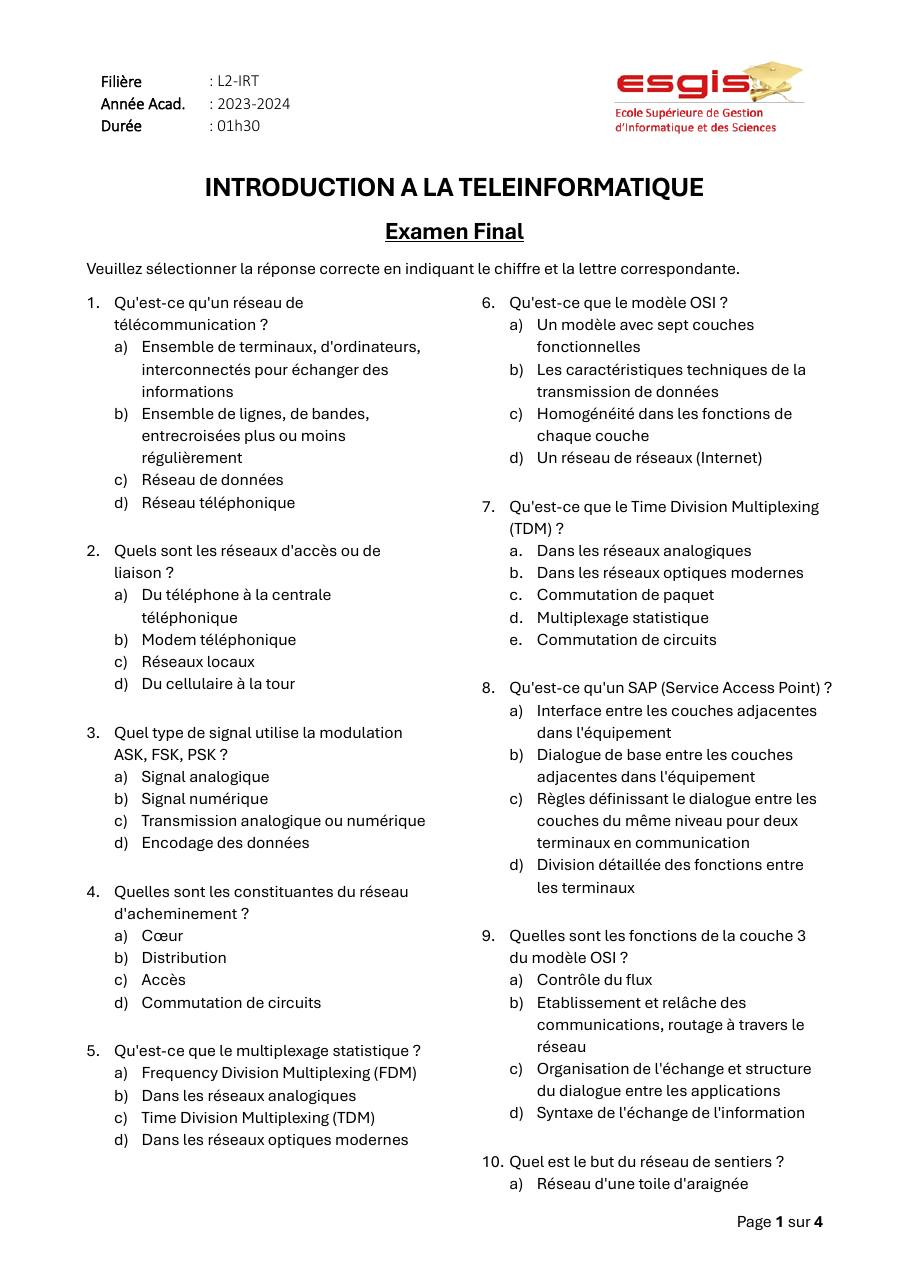 Filière : L2-IRT
Année Acad. : 2023-2024
Durée : 01h30
esgis
Ecole Supérieure de Gestion
d'Informatique et des Sciences
INTRODUCTION A LA TELEINFORMATIQUE
Examen Final
Veuillez sélectionner la réponse correcte en indiquant le chiffre et la lettre correspondante.
1. Qu'est-ce qu'un réseau de
télécommunication ?
a) Ensemble de terminaux, d'ordinateurs,
interconnectés pour échanger des
informations
b) Ensemble de lignes, de bandes,
entrecroisées plus ou moins
régulièrement
c) Réseau de données
d) Réseau téléphonique
2. Quels sont les réseaux d'accès ou de
liaison ?
a) Du téléphone à la centrale
téléphonique
b) Modem téléphonique
c) Réseaux locaux
d) Du cellulaire à la tour
3. Quel type de signal utilise la modulation
ASK, FSK, PSK ?
a) Signal analogique
b) Signal numérique
c) Transmission analogique ou numérique
d) Encodage des données
4. Quelles sont les constituantes du réseau
d'acheminement ?
a) Cœur
b) Distribution
c) Accès
d) Commutation de circuits
5. Qu'est-ce que le multiplexage statistique ?
a) Frequency Division Multiplexing (FDM)
b) Dans les réseaux analogiques
c) Time Division Multiplexing (TDM)
d) Dans les réseaux optiques modernes
6. Qu'est-ce que le modèle OSI ?
a) Un modèle avec sept couches
fonctionnelles
b) Les caractéristiques techniques de la
transmission de données
c) Homogénéité dans les fonctions de
chaque couche
d) Un réseau de réseaux (Internet)
7. Qu'est-ce que le Time Division Multiplexing
(TDM) ?
a. Dans les réseaux analogiques
b. Dans les réseaux optiques modernes
c. Commutation de paquet
d. Multiplexage statistique
e. Commutation de circuits
8. Qu'est-ce qu'un SAP (Service Access Point) ?
a) Interface entre les couches adjacentes
dans l'équipement
b) Dialogue de base entre les couches
adjacentes dans l'équipement
c) Règles définissant le dialogue entre les
couches du même niveau pour deux
terminaux en communication
d) Division détaillée des fonctions entre
les terminaux
9. Quelles sont les fonctions de la couche 3
du modèle OSI ?
a) Contrôle du flux
b) Etablissement et relâche des
communications, routage à travers le
réseau
c) Organisation de l'échange et structure
du dialogue entre les applications
d) Syntaxe de l'échange de l'information
10. Quel est le but du réseau de sentiers ?
a) Réseau d'une toile d'araignée
Page 1 sur 4